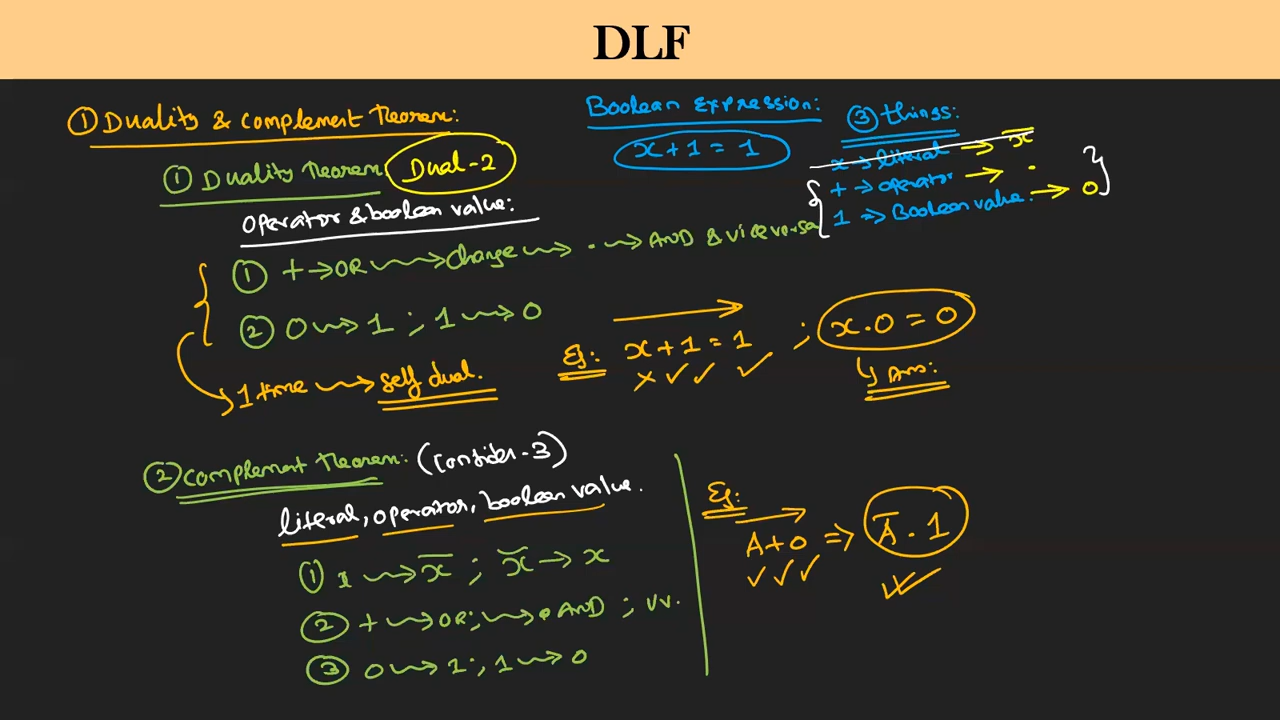 DLF
① Duality & complement Theorem:
① Duality Theorem Dual-2
operator & boolean value:
① + → OR ⇝ change ⇝ · ⇝ AND & viceversa
② 0 ⇝ 1 ; 1 ⇝ 0
1 time ⇝ self dual.
Boolean Expression:
x + 1 = 1
③ things:
x → literal → x̅
+ → operator → ·
1 ⇒ Boolean value. → 0
Eg: x + 1 = 1 ; x . 0 = 0
↳ Ans:
② Complement Theorem: (consider-3)
literal, operator, boolean value.
① x ⇝ x̅ ; x̅ → x
② + ⇝ OR; ⇝ • AND ; vv.
③ 0 ⇝ 1 ; 1 ⇝ 0
Eg:
A + 0 ⇒ A̅ . 1